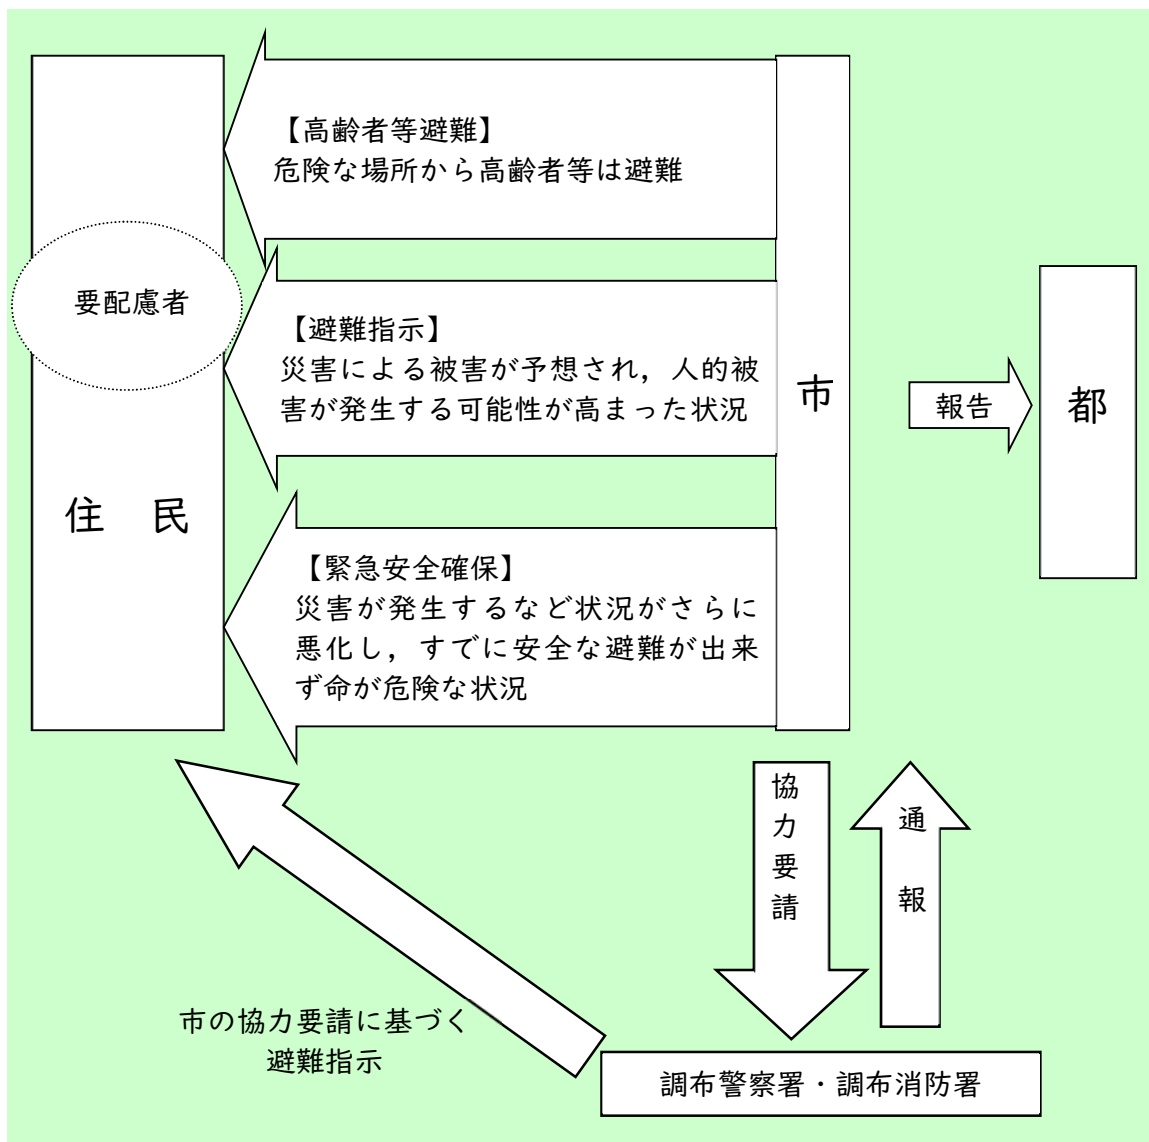 【高齢者等避難】
危険な場所から高齢者等は避難
要配慮者
【避難指示】
災害による被害が予想され，人的被
害が発生する可能性が高まった状況
市
報告
都
住　民
【緊急安全確保】
災害が発生するなど状況がさらに
悪化し，すでに安全な避難が出来
ず命が危険な状況
協力要請
通　報
市の協力要請に基づく
避難指示
調布警察署・調布消防署